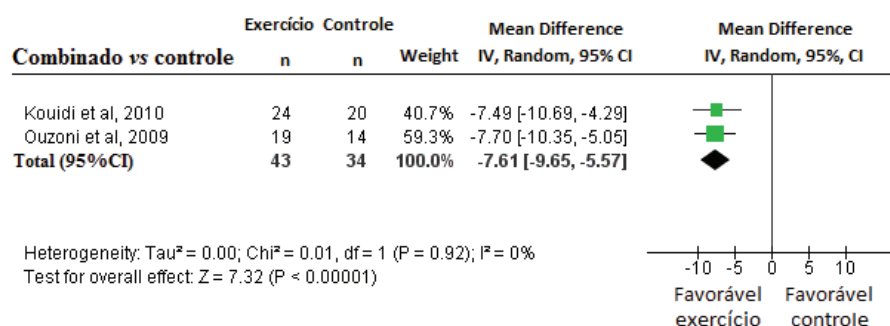 Exercício Controle Mean Difference Mean Difference
Combinado vs controle n n Weight IV, Random, 95% CI IV, Random, 95%, CI
Kouidi et al, 2010 24 20 40.7% -7.49 [-10.69, -4.29]
Ouzoni et al, 2009 19 14 59.3% -7.70 [-10.35, -5.05]
Total (95%CI) 43 34 100.0% -7.61 [-9.65, -5.57]
Heterogeneity: Tau² = 0.00; Chi² = 0.01, df = 1 (P = 0.92); I² = 0%
Test for overall effect: Z = 7.32 (P < 0.00001)
-10 -5 0 5 10
Favorável Favorável
exercício controle